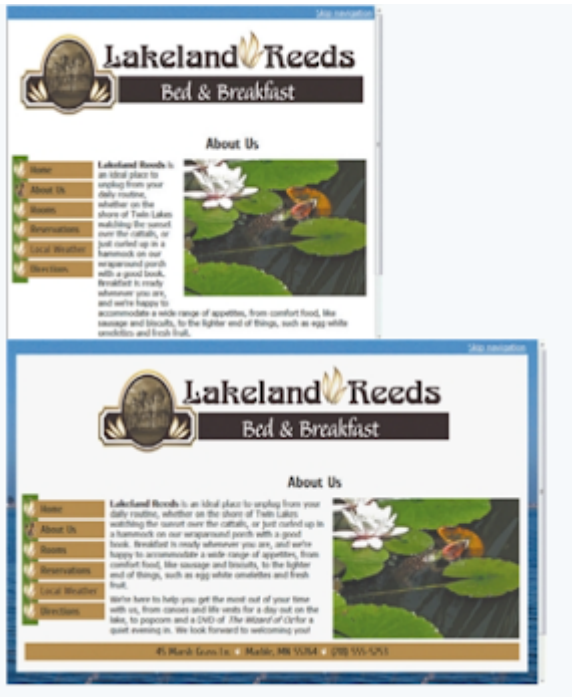 Skip navigation
Lakeland Reeds
Bed & Breakfast
About Us
Home
About Us
Rooms
Reservations
Local Weather
Directions
Lakeland Reeds is
an ideal place to
unplug from your
daily routine,
whether on the
shore of Twin Lakes
watching the sunset
over the cattails, or
just curled up in a
hammock on our
wraparound porch
with a good book.
Breakfast is ready
whenever you are,
and we're happy to
accommodate a wide range of appetites, from comfort food, like
sausage and biscuits, to the lighter end of things, such as egg white
omelettes and fresh fruit.
Skip navigation
Lakeland Reeds
Bed & Breakfast
About Us
Home
About Us
Rooms
Reservations
Local Weather
Directions
Lakeland Reeds is an ideal place to unplug from your
daily routine, whether on the shore of Twin Lakes
watching the sunset over the cattails, or just curled up in
a hammock on our wraparound porch with a good
book. Breakfast is ready whenever you are, and we're
happy to accommodate a wide range of appetites, from
comfort food, like sausage and biscuits, to the lighter
end of things, such as egg white omelettes and fresh
fruit.
We're here to help you get the most out of your time
with us, from canoes and life vests for a day out on the
lake, to popcorn and a DVD of The Wizard of Oz for a
quiet evening in. We look forward to welcoming you!
45 Marsh Grass Ln. Marble, MN 55764 (218) 555-5253